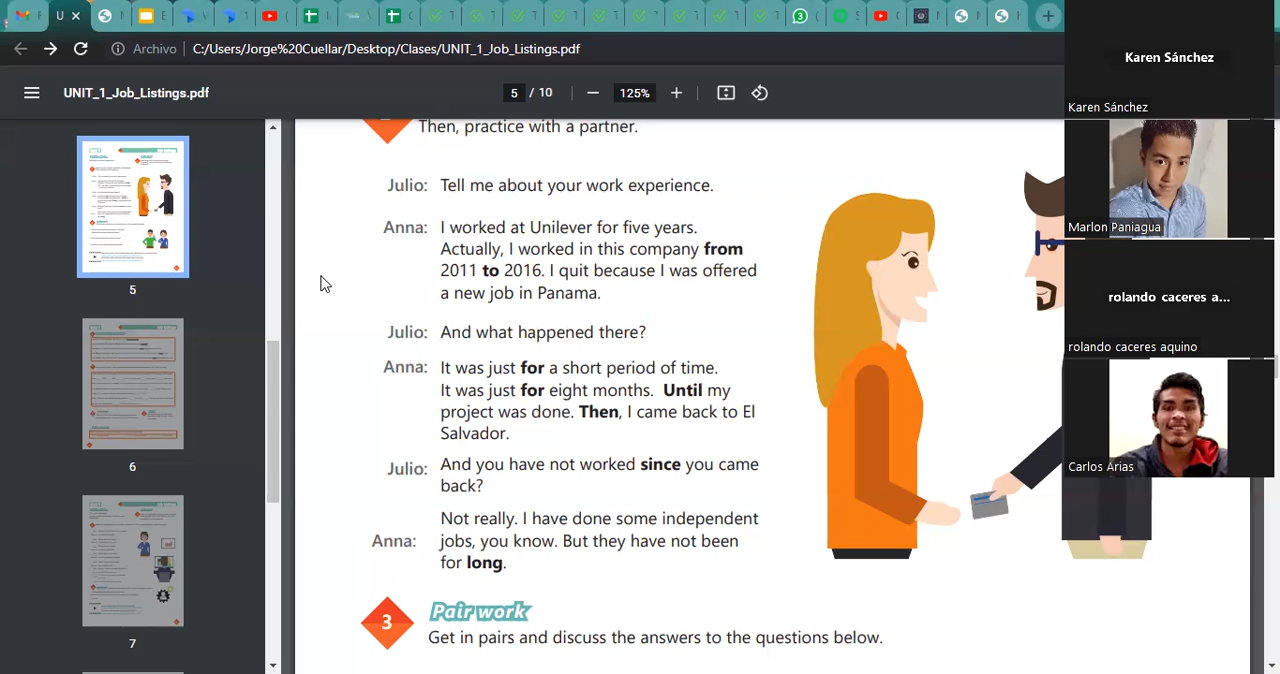 U
3
Archivo
C:/Users/Jorge%20Cuellar/Desktop/Clases/UNIT_1_Job_Listings.pdf
UNIT_1_Job_Listings.pdf
5 / 10
125%
Then, practice with a partner.
Julio: Tell me about your work experience.
Anna: I worked at Unilever for five years.
Actually, I worked in this company from
2011 to 2016. I quit because I was offered
a new job in Panama.
Julio: And what happened there?
Anna: It was just for a short period of time.
It was just for eight months. Until my
project was done. Then, I came back to El
Salvador.
Julio: And you have not worked since you came
back?
Not really. I have done some independent
Anna: jobs, you know. But they have not been
for long.
3
Pair work
Get in pairs and discuss the answers to the questions below.
5
6
7
Karen Sánchez
Karen Sánchez
Marlon Paniagua
rolando caceres a...
rolando caceres aquino
Carlos Arias